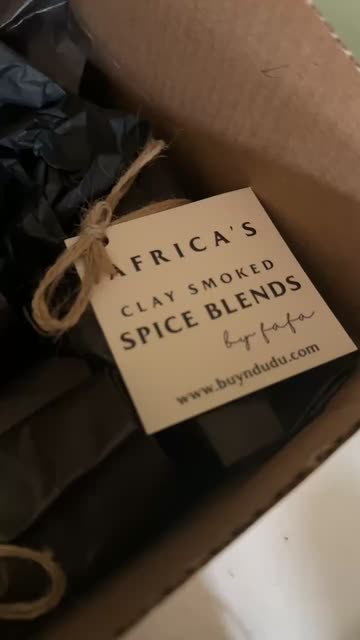 AFRICA'S
CLAY SMOKED
SPICE BLENDS
by fafa
www.buyndudu.com